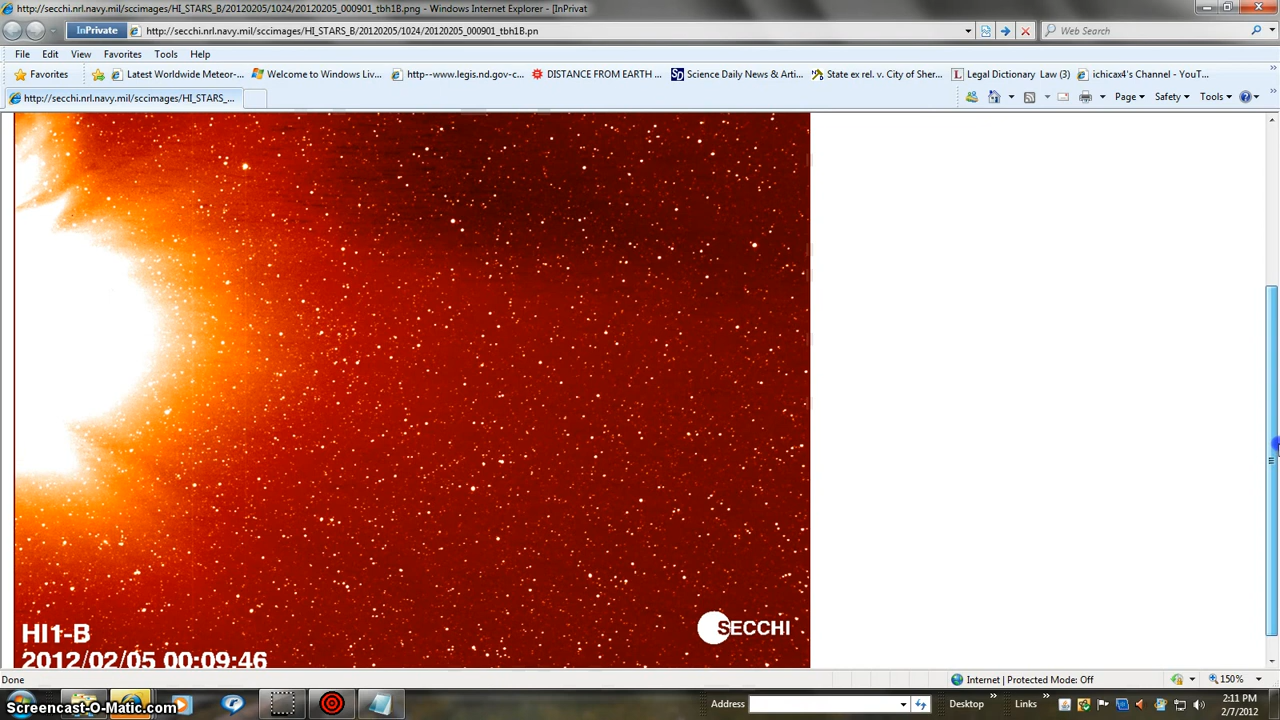 http://secchi.nrl.navy.mil/sccimages/HI_STARS_B/20120205/1024/20120205_000901_tbh1B.png - Windows Internet Explorer - [InPrivat
InPrivate http://secchi.nrl.navy.mil/sccimages/HI_STARS_B/20120205/1024/20120205_000901_tbh1B.pn Web Search
File Edit View Favorites Tools Help
Favorites Latest Worldwide Meteor-... Welcome to Windows Liv... http--www.legis.nd.gov-c... DISTANCE FROM EARTH ... Science Daily News & Arti... State ex rel. v. City of Sher... Legal Dictionary Law (3) ichicax4's Channel - YouT...
http://secchi.nrl.navy.mil/sccimages/HI_STARS_... Page Safety Tools
HI1-B
SECCHI
2012/02/05 00:09:46
Done Internet | Protected Mode: Off 150%
Screencast-O-Matic.com Address Desktop Links 2:11 PM
2/7/2012